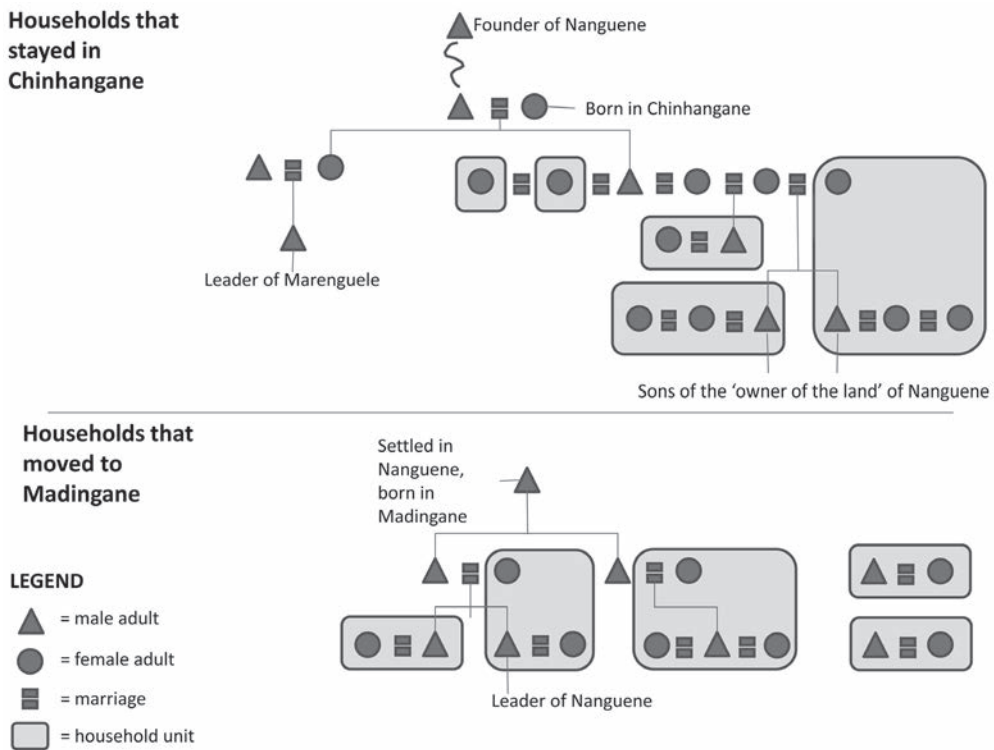 Households that
stayed in
Chinhangane
Founder of Nanguene
Born in Chinhangane
Leader of Marenguele
Sons of the 'owner of the land' of Nanguene
Households that
moved to
Madingane
Settled in
Nanguene,
born in
Madingane
LEGEND
= male adult
= female adult
= marriage
= household unit
Leader of Nanguene